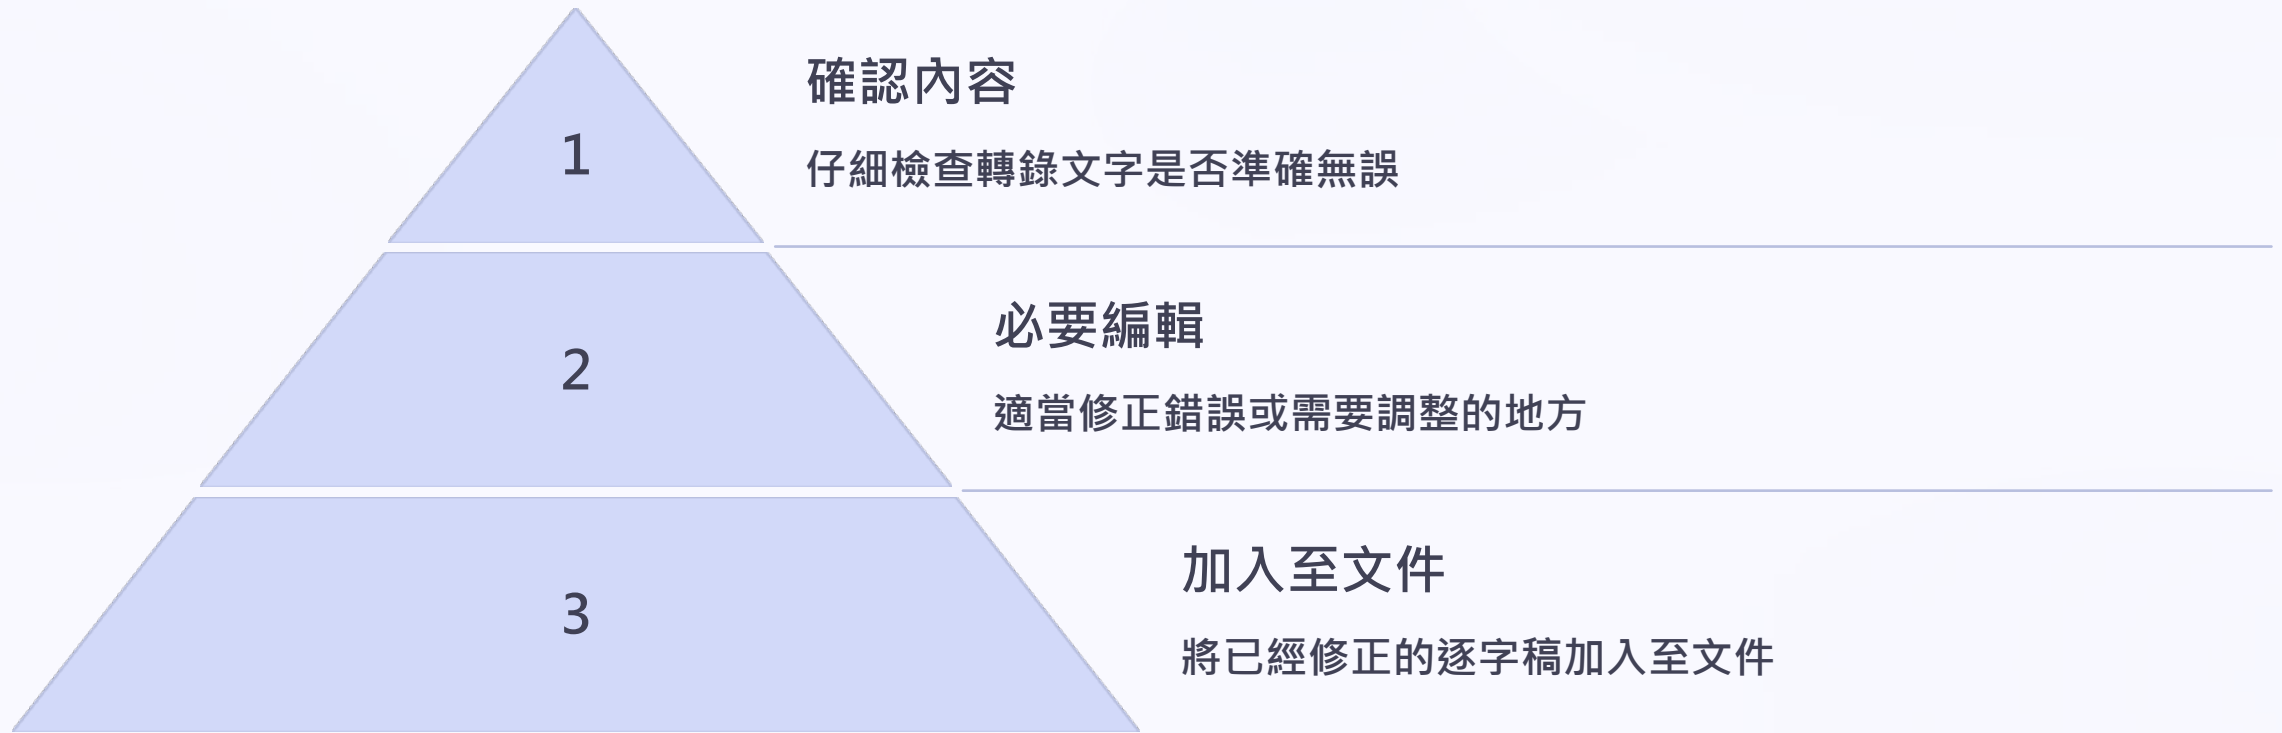 1
確認內容
仔細檢查轉錄文字是否準確無誤
2
必要編輯
適當修正錯誤或需要調整的地方
3
加入至文件
將已經修正的逐字稿加入至文件